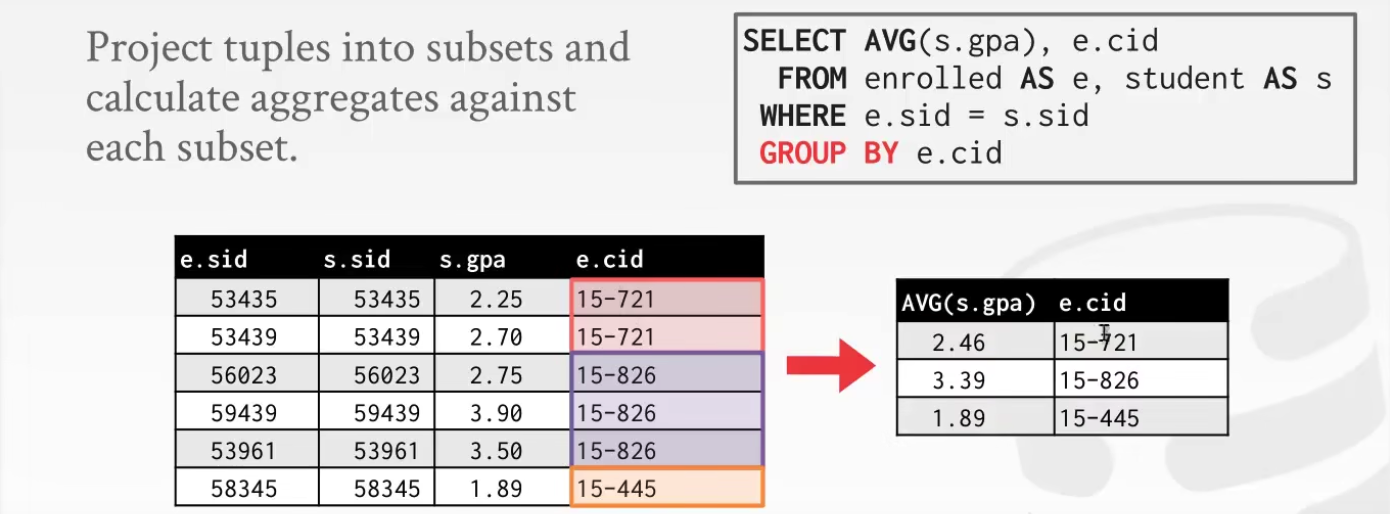 Project tuples into subsets and
calculate aggregates against
each subset.
SELECT AVG(s.gpa), e.cid
FROM enrolled AS e, student AS s
WHERE e.sid = s.sid
GROUP BY e.cid
e.sid s.sid s.gpa e.cid
53435 53435 2.25 15-721
53439 53439 2.70 15-721
56023 56023 2.75 15-826
59439 59439 3.90 15-826
53961 53961 3.50 15-826
58345 58345 1.89 15-445
AVG(s.gpa) e.cid
2.46 15-721
3.39 15-826
1.89 15-445